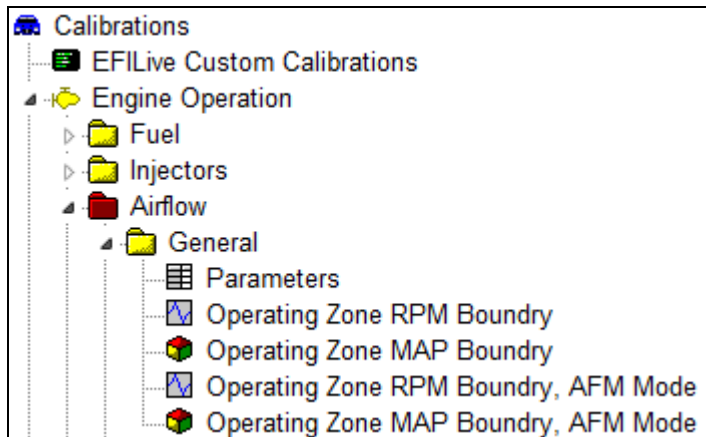 Calibrations
EFILive Custom Calibrations
Engine Operation
Fuel
Injectors
Airflow
General
Parameters
Operating Zone RPM Boundry
Operating Zone MAP Boundry
Operating Zone RPM Boundry, AFM Mode
Operating Zone MAP Boundry, AFM Mode